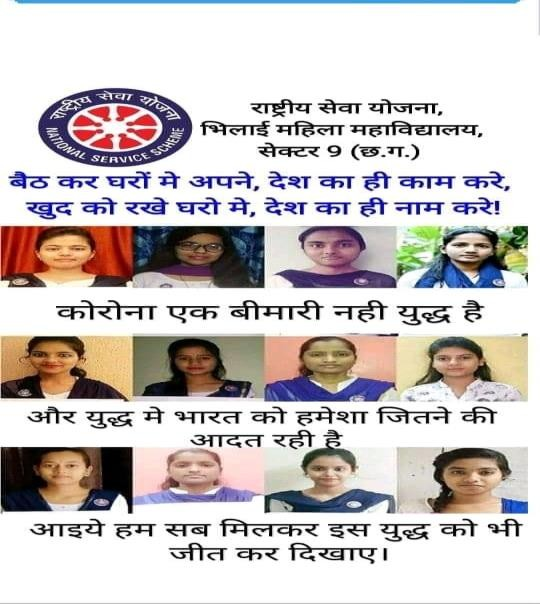 राष्ट्रीय सेवा योजना
NATIONAL SERVICE SCHEME
राष्ट्रीय सेवा योजना,
भिलाई महिला महाविद्यालय,
सेक्टर 9 (छ.ग.)
बैठ कर घरों मे अपने, देश का ही काम करे,
खुद को रखे घरो मे, देश का ही नाम करे!
कोरोना एक बीमारी नही युद्ध है
और युद्ध मे भारत को हमेशा जितने की
आदत रही है
आइये हम सब मिलकर इस युद्ध को भी
जीत कर दिखाए।